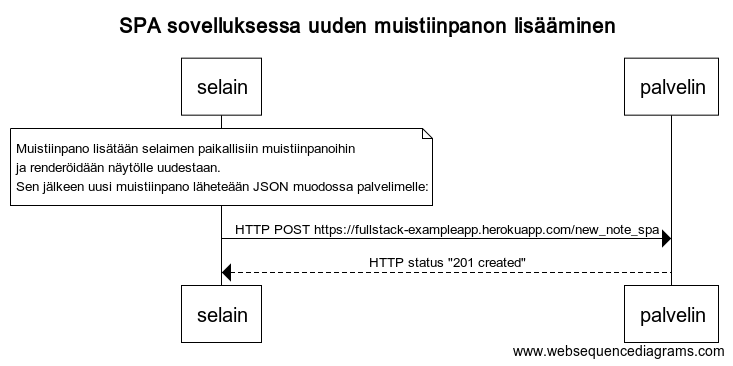 SPA sovelluksessa uuden muistiinpanon lisääminen
selain
palvelin
Muistiinpano lisätään selaimen paikallisiin muistiinpanoihin
ja renderöidään näytölle uudestaan.
Sen jälkeen uusi muistiinpano läheteään JSON muodossa palvelimelle:
HTTP POST https://fullstack-exampleapp.herokuapp.com/new_note_spa
HTTP status "201 created"
selain
palvelin
www.websequencediagrams.com